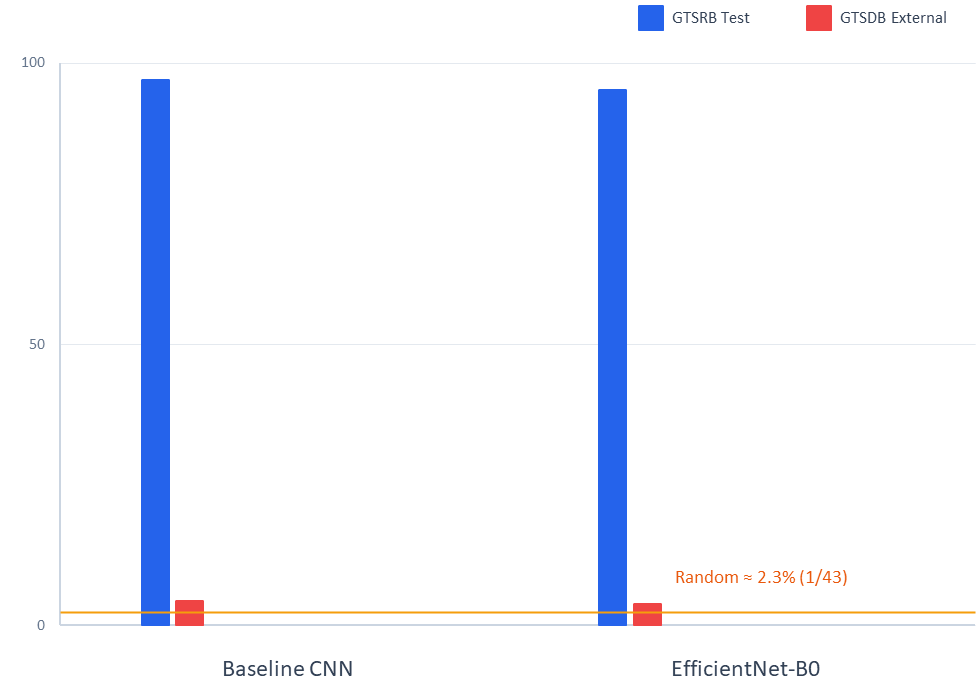 GTSRB Test
GTSDB External
100
50
0
Random ≈ 2.3% (1/43)
Baseline CNN
EfficientNet-B0